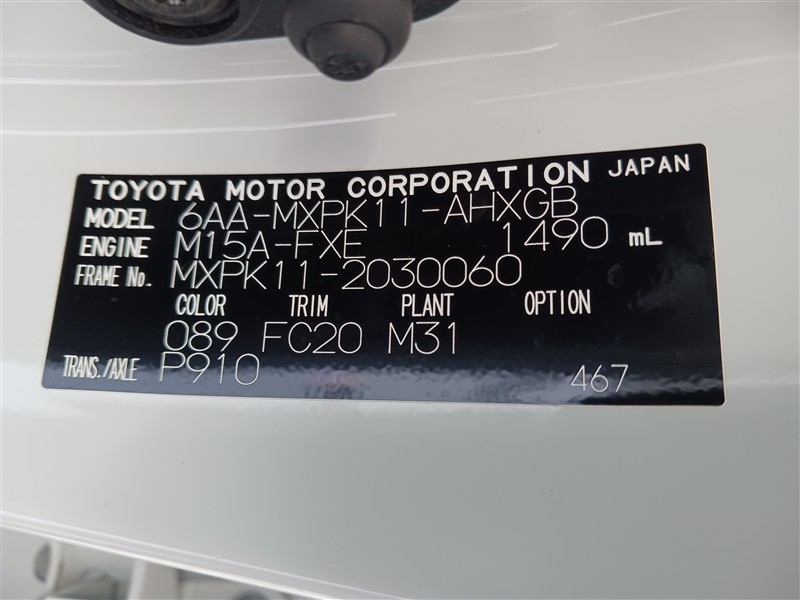 TOYOTA MOTOR CORPORATION JAPAN
MODEL 6AA-MXPK11-AHXGB
ENGINE M15A-FXE 1490 mL
FRAME No. MXPK11-2030060
COLOR TRIM PLANT OPTION
089 FC20 M31
TRANS./AXLE P910 467